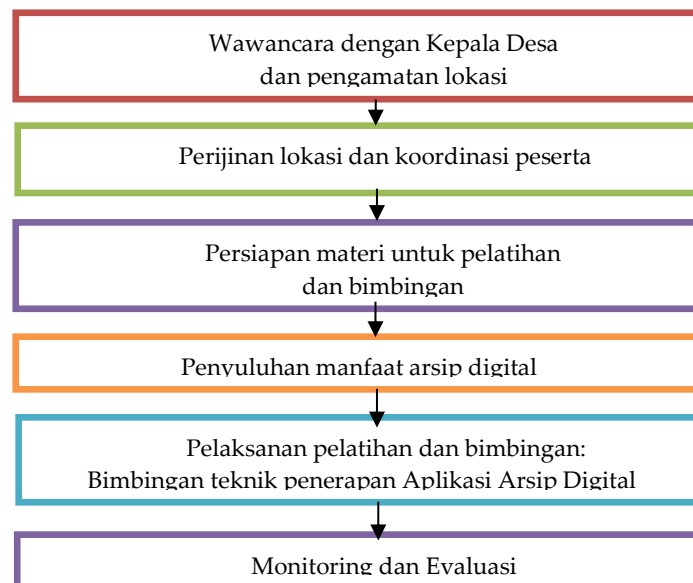 Wawancara dengan Kepala Desa
dan pengamatan lokasi
Perijinan lokasi dan koordinasi peserta
Persiapan materi untuk pelatihan
dan bimbingan
Penyuluhan manfaat arsip digital
Pelaksanan pelatihan dan bimbingan:
Bimbingan teknik penerapan Aplikasi Arsip Digital
Monitoring dan Evaluasi